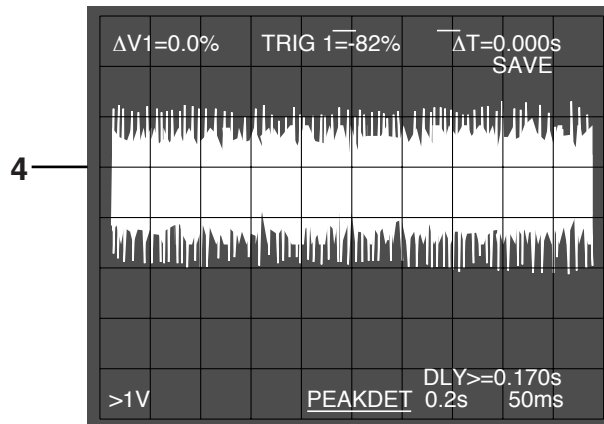 ΔV1=0.0% TRIG 1=-82% ΔT=0.000s
SAVE
4
DLY>=0.170s
>1V PEAKDET 0.2s 50ms